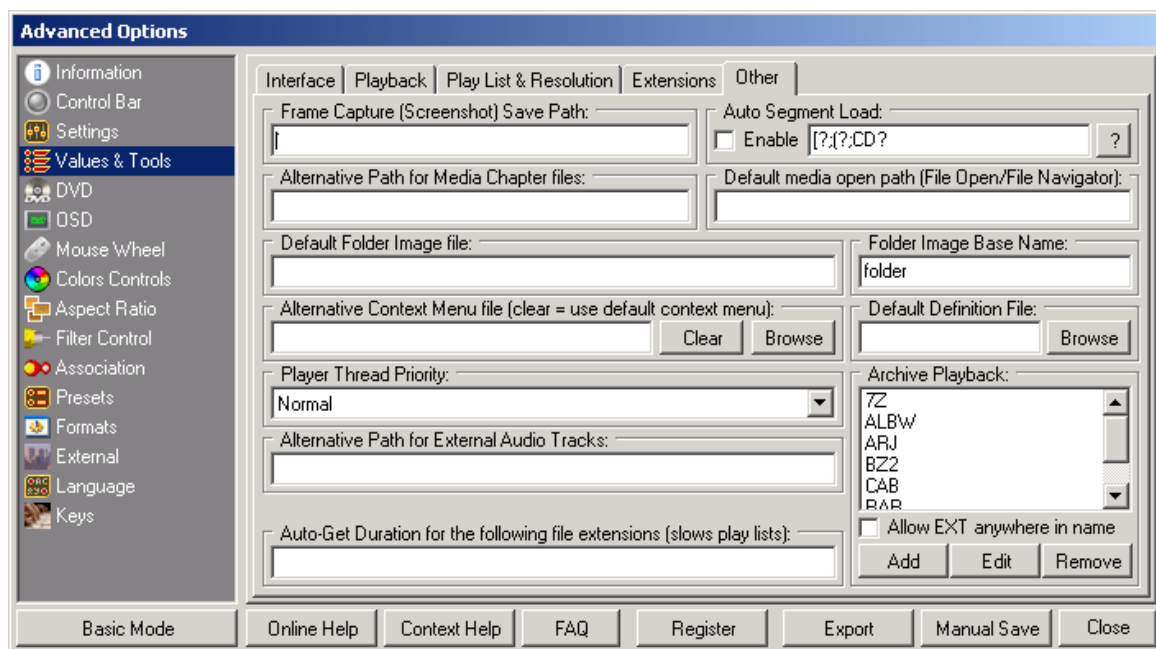 Advanced Options
Information
Control Bar
Settings
Values & Tools
DVD
OSD
Mouse Wheel
Colors Controls
Aspect Ratio
Filter Control
Association
Presets
Formats
External
Language
Keys
Interface
Playback
Play List & Resolution
Extensions
Other
Frame Capture (Screenshot) Save Path:
Auto Segment Load:
Enable
[?;(?;CD?
?
Alternative Path for Media Chapter files:
Default media open path (File Open/File Navigator):
Default Folder Image file:
Folder Image Base Name:
folder
Alternative Context Menu file (clear = use default context menu):
Clear
Browse
Default Definition File:
Browse
Player Thread Priority:
Normal
Archive Playback:
7Z
ALBW
ARJ
BZ2
CAB
RAR
Alternative Path for External Audio Tracks:
Allow EXT anywhere in name
Auto-Get Duration for the following file extensions (slows play lists):
Add
Edit
Remove
Basic Mode
Online Help
Context Help
FAQ
Register
Export
Manual Save
Close